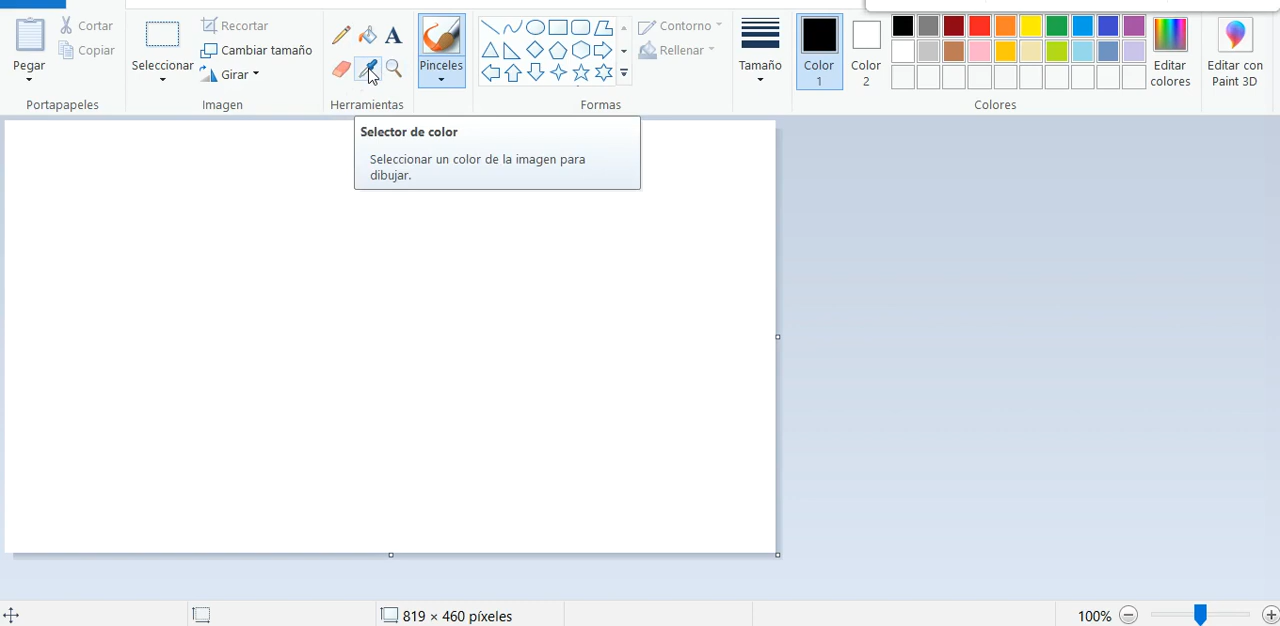 Pegar
Portapapeles
Cortar
Copiar
Seleccionar
Recortar
Cambiar tamaño
Girar
Imagen
A
Herramientas
Pinceles
Formas
Contorno
Rellenar
Tamaño
Color
1
Color
2
Colores
Editar
colores
Editar con
Paint 3D
Selector de color
Seleccionar un color de la imagen para
dibujar.
819 × 460 píxeles
100%